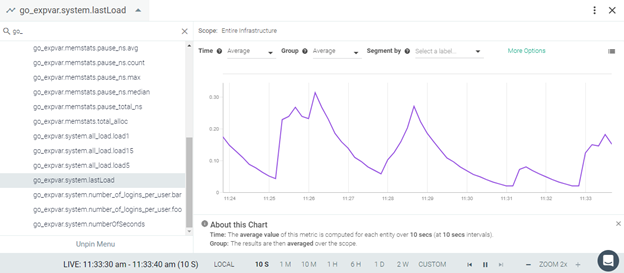 go_expvar.system.lastLoad
go_
go_expvar.memstats.pause_ns.avg
go_expvar.memstats.pause_ns.count
go_expvar.memstats.pause_ns.max
go_expvar.memstats.pause_ns.median
go_expvar.memstats.pause_total_ns
go_expvar.memstats.total_alloc
go_expvar.system.all_load.load1
go_expvar.system.all_load.load15
go_expvar.system.all_load.load5
go_expvar.system.lastLoad
go_expvar.system.number_of_logins_per_user.bar
go_expvar.system.number_of_logins_per_user.foo
go_expvar.system.numberOfSeconds
Unpin Menu
Scope: Entire Infrastructure
Time Average Group Average Segment by Select a label... More Options
0.30
0.20
0.10
0
11:24 11:25 11:26 11:27 11:28 11:29 11:30 11:31 11:32 11:33
About this Chart
Time: The average value of this metric is computed for each entity over 10 secs (at 10 secs intervals).
Group: The results are then averaged over the scope.
LIVE: 11:33:30 am - 11:33:40 am (10 S) LOCAL 10 S 1 M 10 M 1 H 6 H 1 D 2 W CUSTOM ZOOM 2x